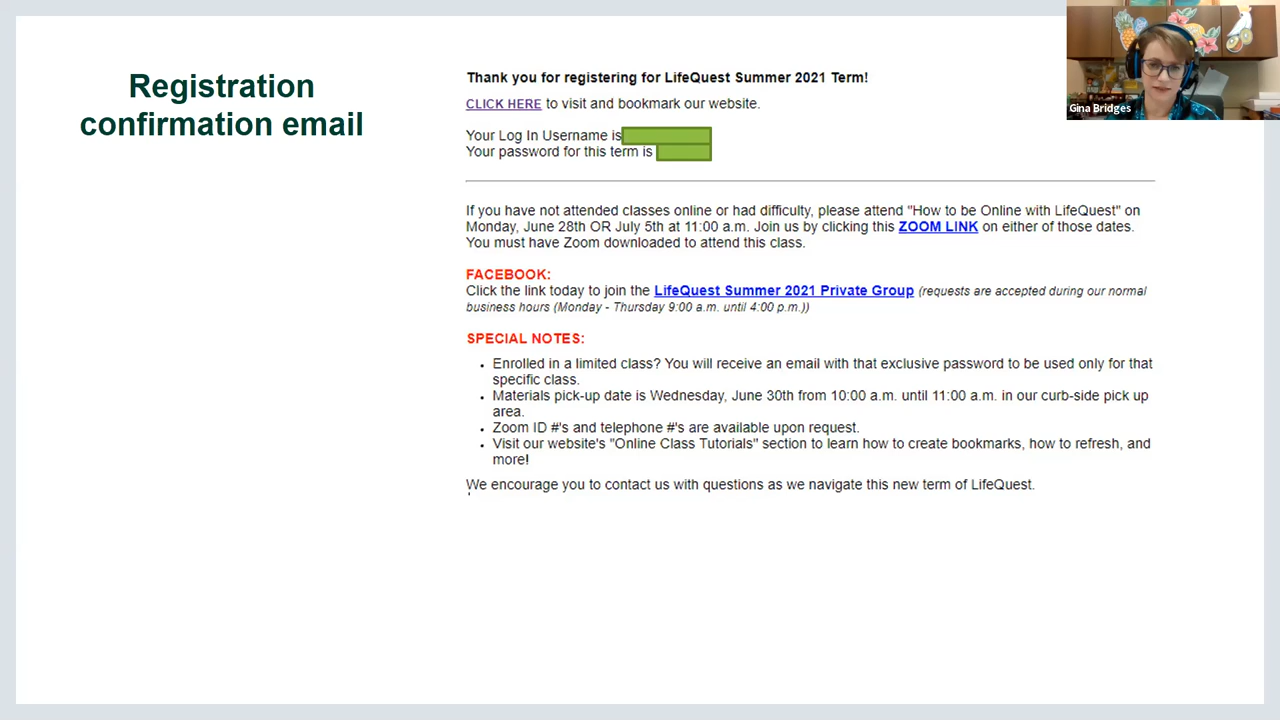 Registration
confirmation email
Thank you for registering for LifeQuest Summer 2021 Term!
CLICK HERE to visit and bookmark our website.
Your Log In Username is
Your password for this term is
If you have not attended classes online or had difficulty, please attend "How to be Online with LifeQuest" on
Monday, June 28th OR July 5th at 11:00 a.m. Join us by clicking this ZOOM LINK on either of those dates.
You must have Zoom downloaded to attend this class.
FACEBOOK:
Click the link today to join the LifeQuest Summer 2021 Private Group (requests are accepted during our normal
business hours (Monday - Thursday 9:00 a.m. until 4:00 p.m.))
SPECIAL NOTES:
• Enrolled in a limited class? You will receive an email with that exclusive password to be used only for that
specific class.
• Materials pick-up date is Wednesday, June 30th from 10:00 a.m. until 11:00 a.m. in our curb-side pick up
area.
• Zoom ID #'s and telephone #'s are available upon request.
• Visit our website's "Online Class Tutorials" section to learn how to create bookmarks, how to refresh, and
more!
We encourage you to contact us with questions as we navigate this new term of LifeQuest.
Gina Bridges